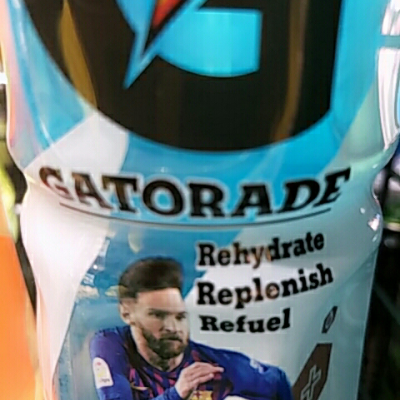 G
GATORADE
Rehydrate
Replenish
Refuel